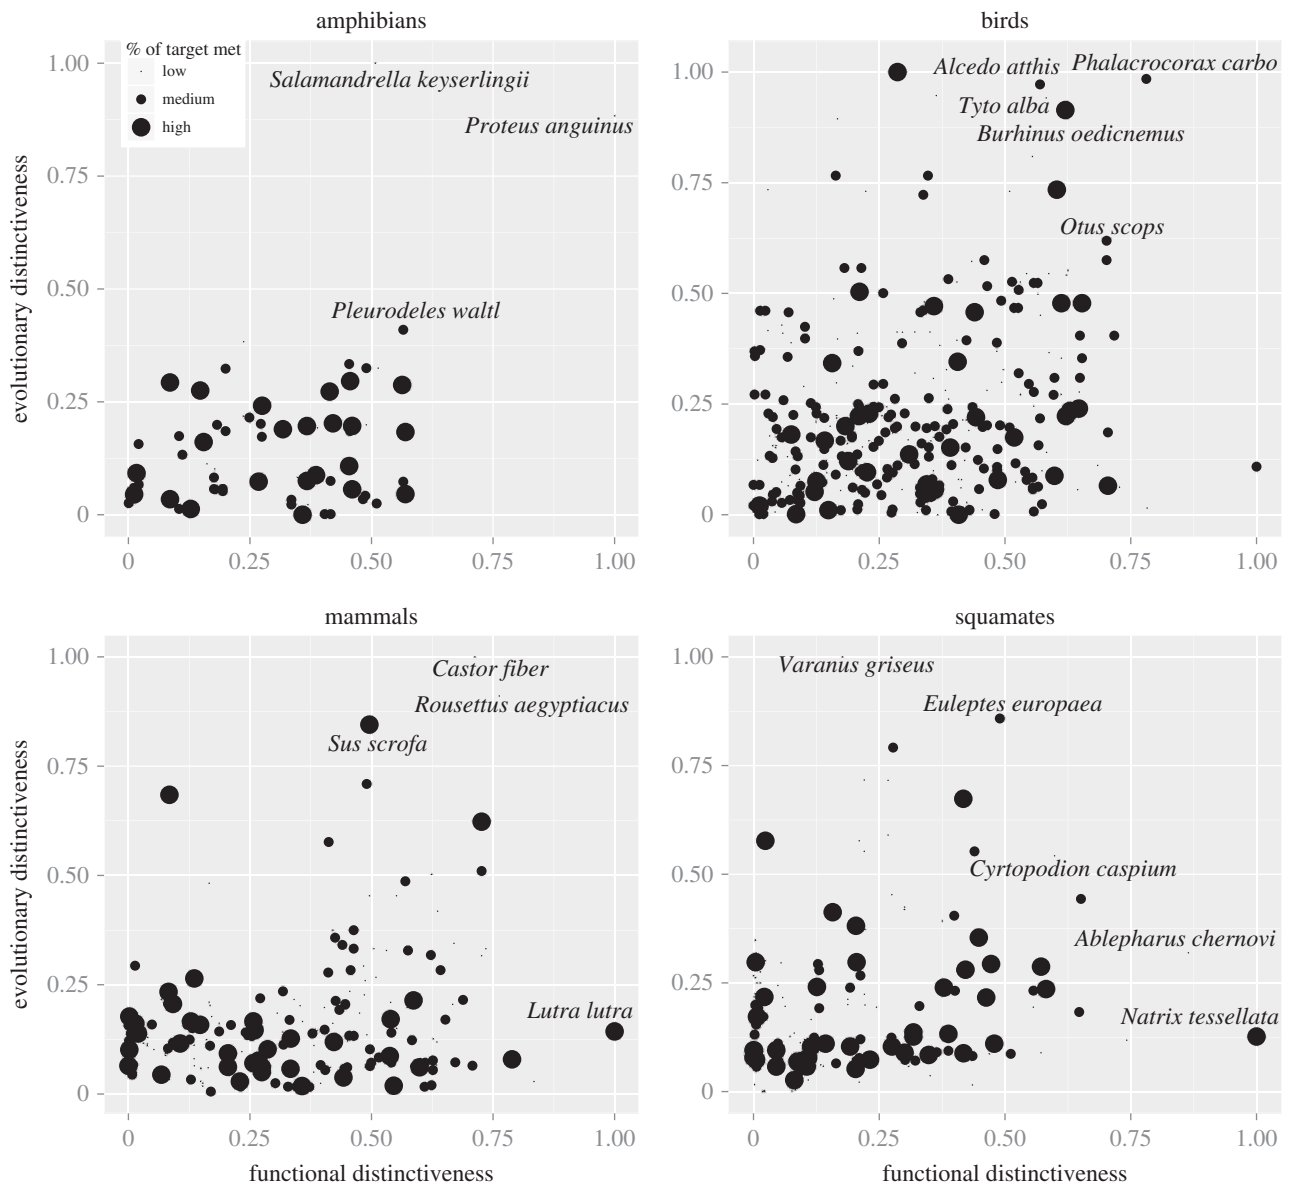 amphibians
% of target met
low
medium
high
Salamandrella keyserlingii
Proteus anguinus
Pleurodeles waltl
evolutionary distinctiveness
1.00
0.75
0.50
0.25
0
0
0.25
0.50
0.75
1.00
birds
Alcedo atthis
Phalacrocorax carbo
Tyto alba
Burhinus oedicnemus
Otus scops
1.00
0.75
0.50
0.25
0
0
0.25
0.50
0.75
1.00
mammals
Castor fiber
Rousettus aegyptiacus
Sus scrofa
Lutra lutra
evolutionary distinctiveness
1.00
0.75
0.50
0.25
0
0
0.25
0.50
0.75
1.00
functional distinctiveness
squamates
Varanus griseus
Euleptes europaea
Cyrtopodion caspium
Ablepharus chernovi
Natrix tessellata
1.00
0.75
0.50
0.25
0
0
0.25
0.50
0.75
1.00
functional distinctiveness